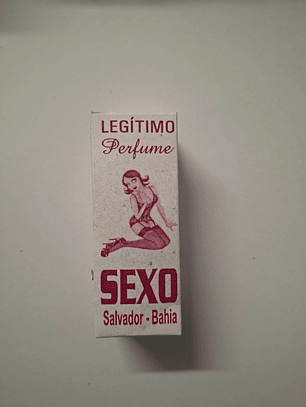 LEGÍTIMO
Perfume
SEXO
Salvador - Bahia